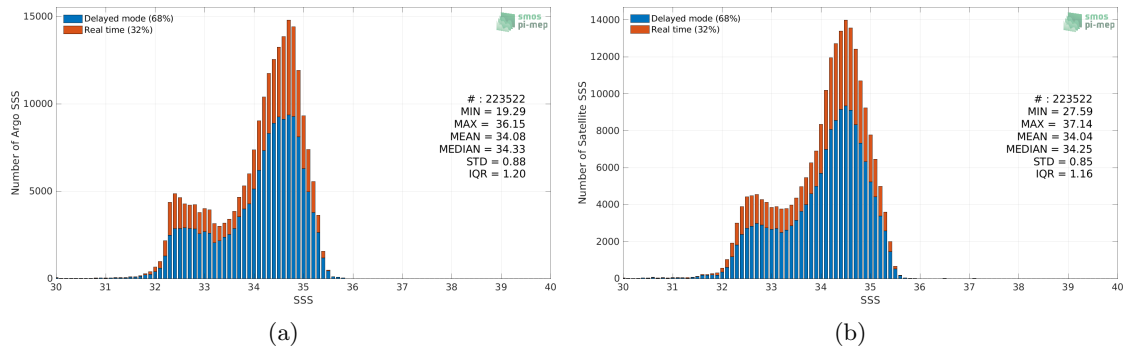 Delayed mode (68%)
Real time (32%)
smos
pi-mep
# : 223522
MIN = 19.29
MAX = 36.15
MEAN = 34.08
MEDIAN = 34.33
STD = 0.88
IQR = 1.20
Number of Argo SSS
15000
10000
5000
0
30 31 32 33 34 35 36 37 38 39 40
SSS
(a)
Delayed mode (68%)
Real time (32%)
smos
pi-mep
# : 223522
MIN = 27.59
MAX = 37.14
MEAN = 34.04
MEDIAN = 34.25
STD = 0.85
IQR = 1.16
Number of Satellite SSS
14000
12000
10000
8000
6000
4000
2000
0
30 31 32 33 34 35 36 37 38 39 40
SSS
(b)